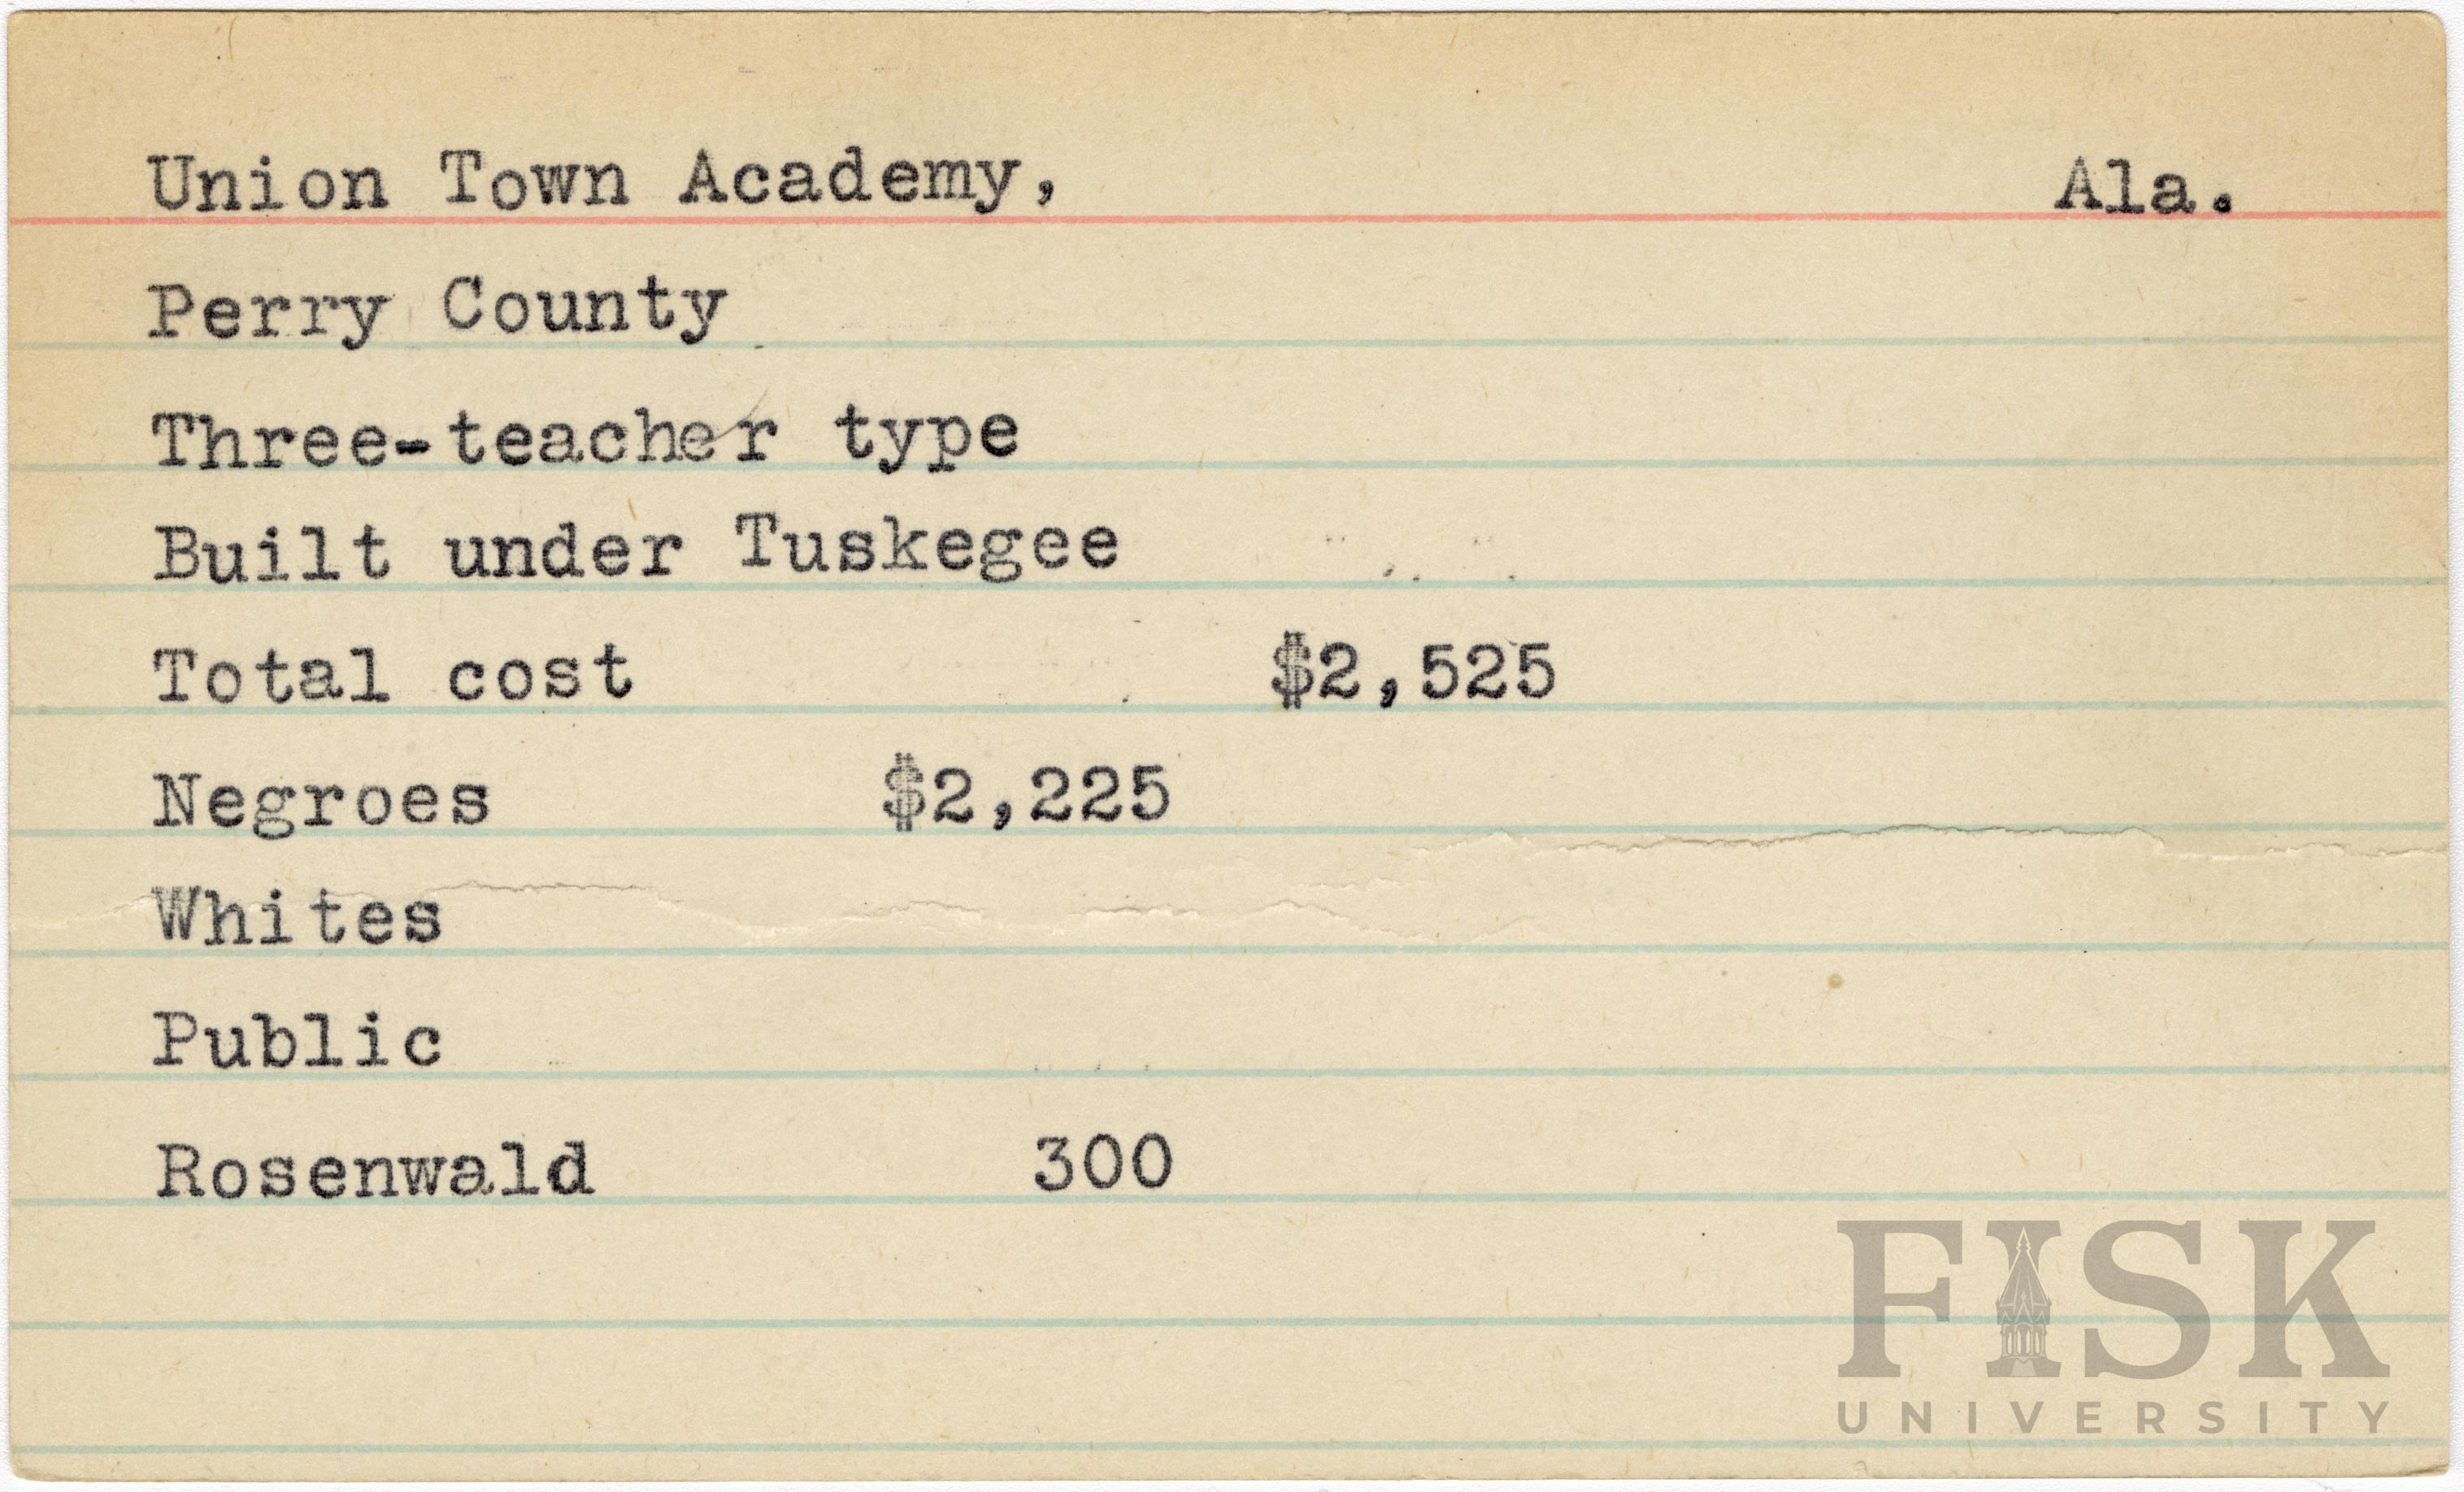 Union Town Academy, Ala.
Perry County
Three-teacher type
Built under Tuskegee
Total cost $2,525
Negroes $2,225
Whites
Public
Rosenwald 300
FISK
UNIVERSITY